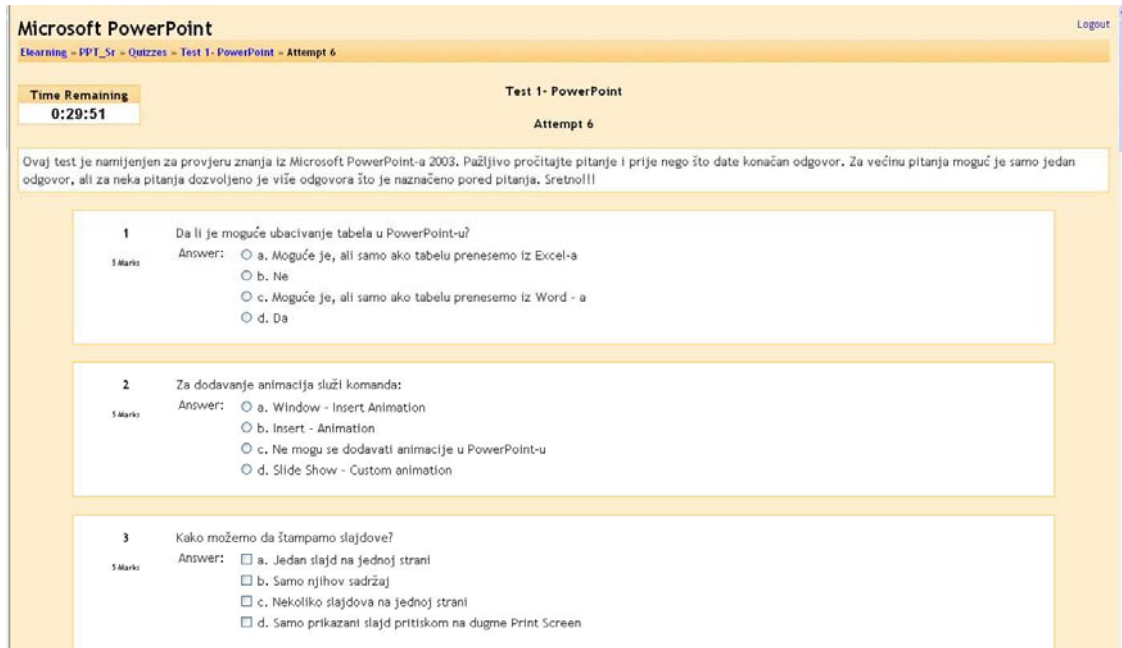 Microsoft PowerPoint
Logout
Elearning » PPT_Sr » Quizzes » Test 1- PowerPoint » Attempt 6
Time Remaining
0:29:51
Test 1- PowerPoint
Attempt 6
Ovaj test je namijenjen za provjeru znanja iz Microsoft PowerPoint-a 2003. Pažljivo pročitajte pitanje i prije nego što date konačan odgovor. Za većinu pitanja moguć je samo jedan
odgovor, ali za neka pitanja dozvoljeno je više odgovora što je naznačeno pored pitanja. Sretno!!!
1
Da li je moguće ubacivanje tabela u PowerPoint-u?
5 Marks
Answer:
a. Moguće je, ali samo ako tabelu prenesemo iz Excel-a
b. Ne
c. Moguće je, ali samo ako tabelu prenesemo iz Word - a
d. Da
2
Za dodavanje animacija služi komanda:
5 Marks
Answer:
a. Window - Insert Animation
b. Insert - Animation
c. Ne mogu se dodavati animacije u PowerPoint-u
d. Slide Show - Custom animation
3
Kako možemo da štampamo slajdove?
5 Marks
Answer:
a. Jedan slajd na jednoj strani
b. Samo njihov sadržaj
c. Nekoliko slajdova na jednoj strani
d. Samo prikazani slajd pritiskom na dugme Print Screen